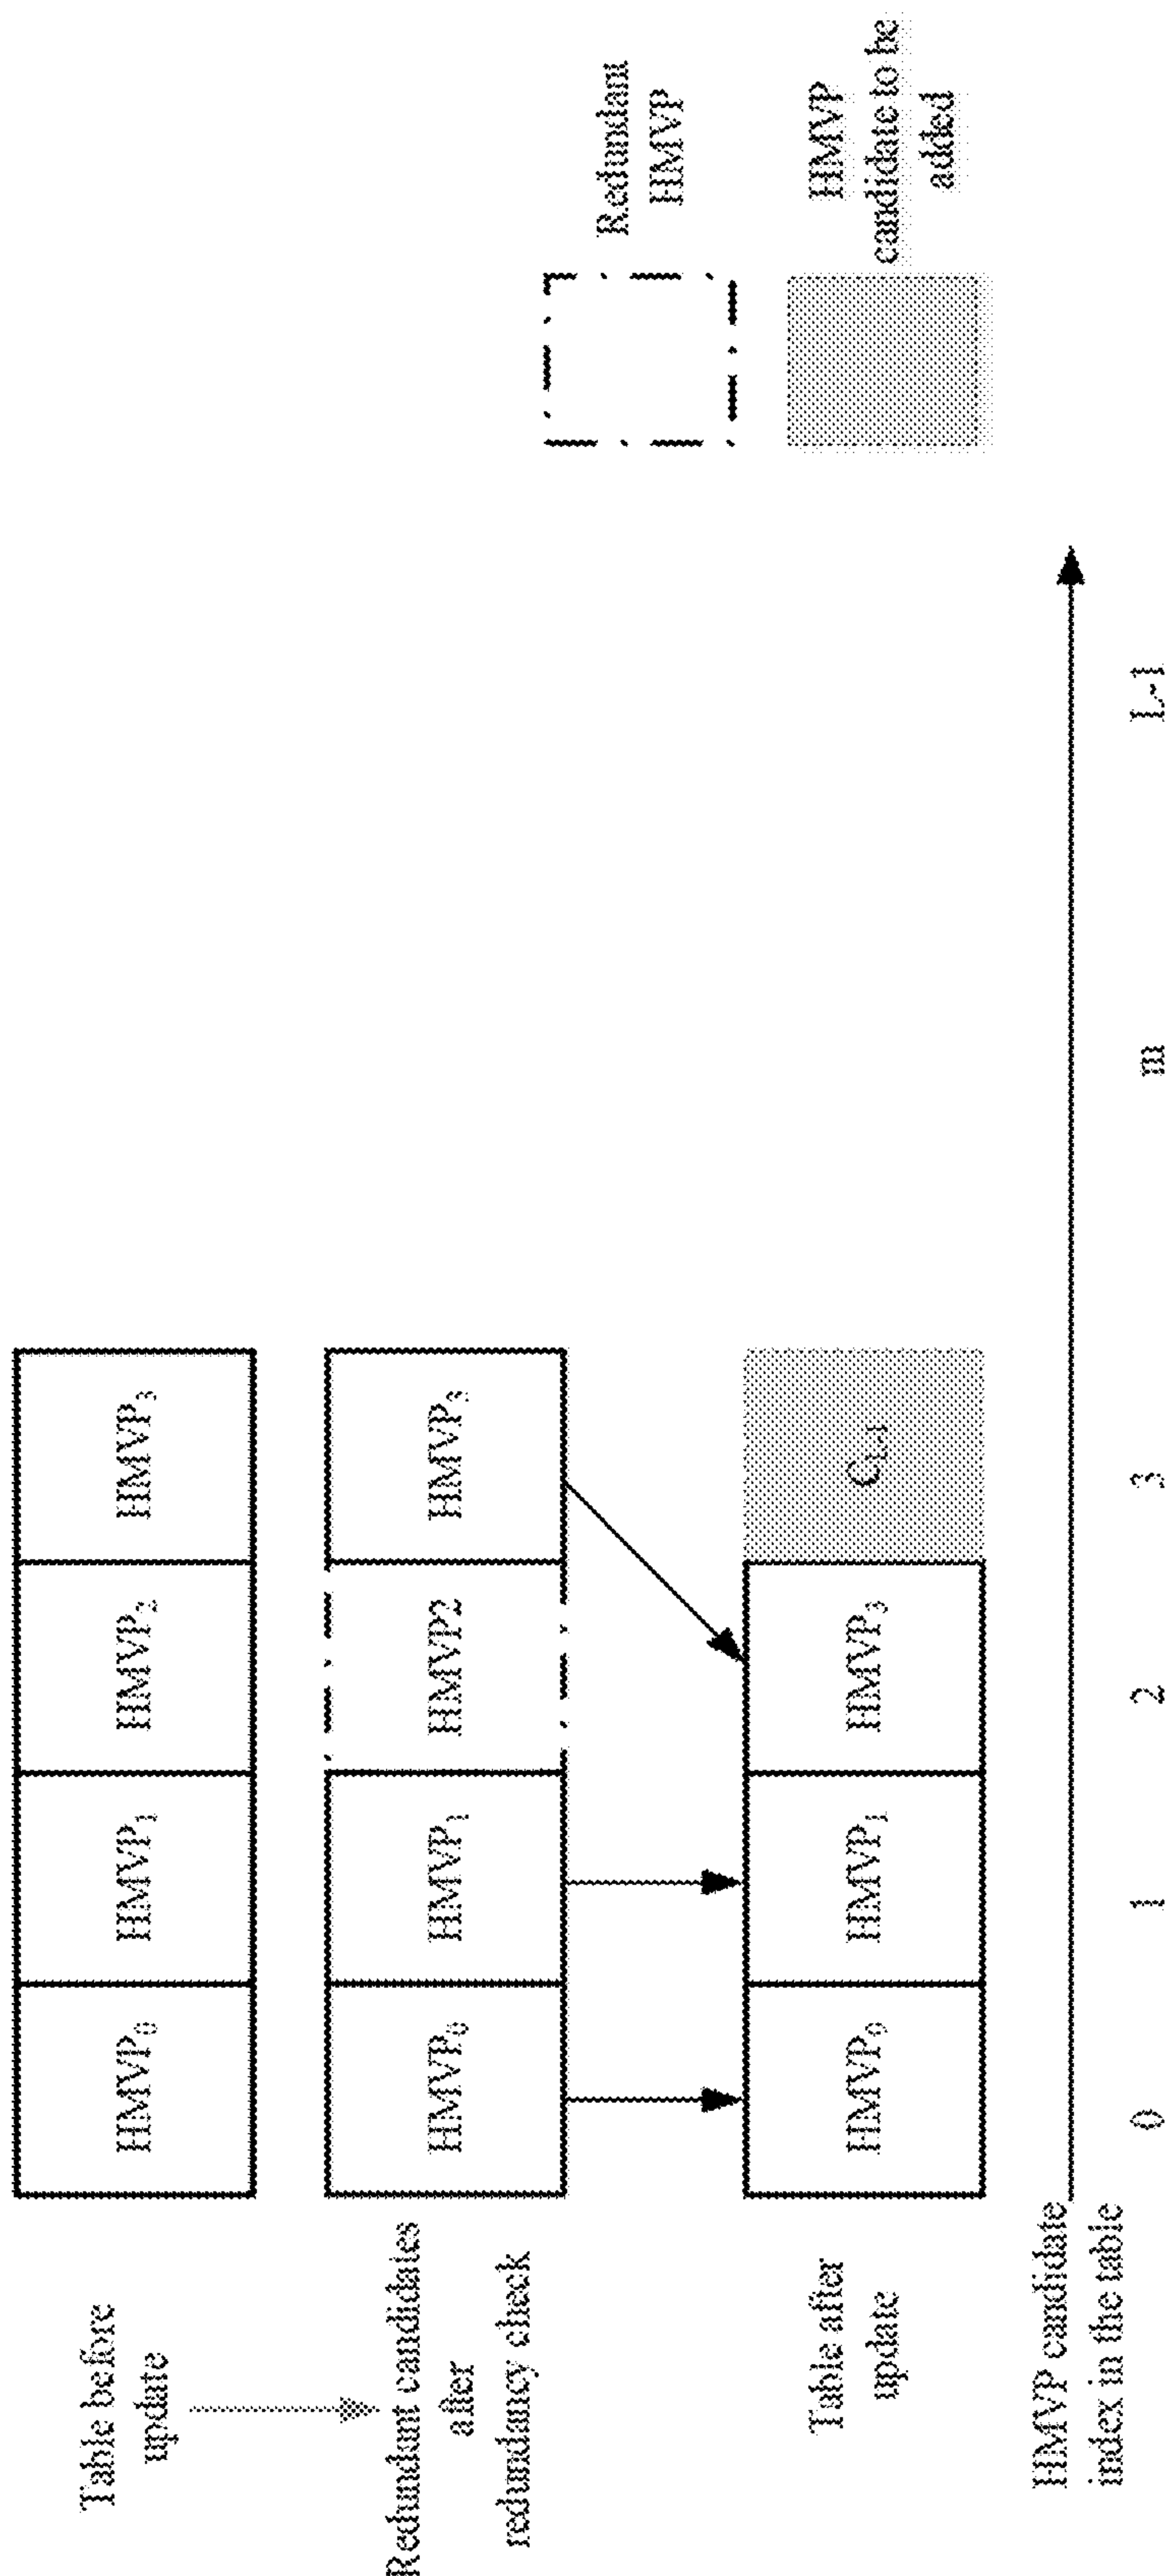 Table before
update
HMVP0 HMVP1 HMVP2 HMVP3
Redundant candidates
after
redundancy check
HMVP0 HMVP1 HMVP2 HMVP3
Redundant
HMVP
Table after
update
HMVP0 HMVP1 HMVP3 CL-1
HMVP
candidate to be
added
HMVP candidate
index in the table
0 1 2 3 m L-1